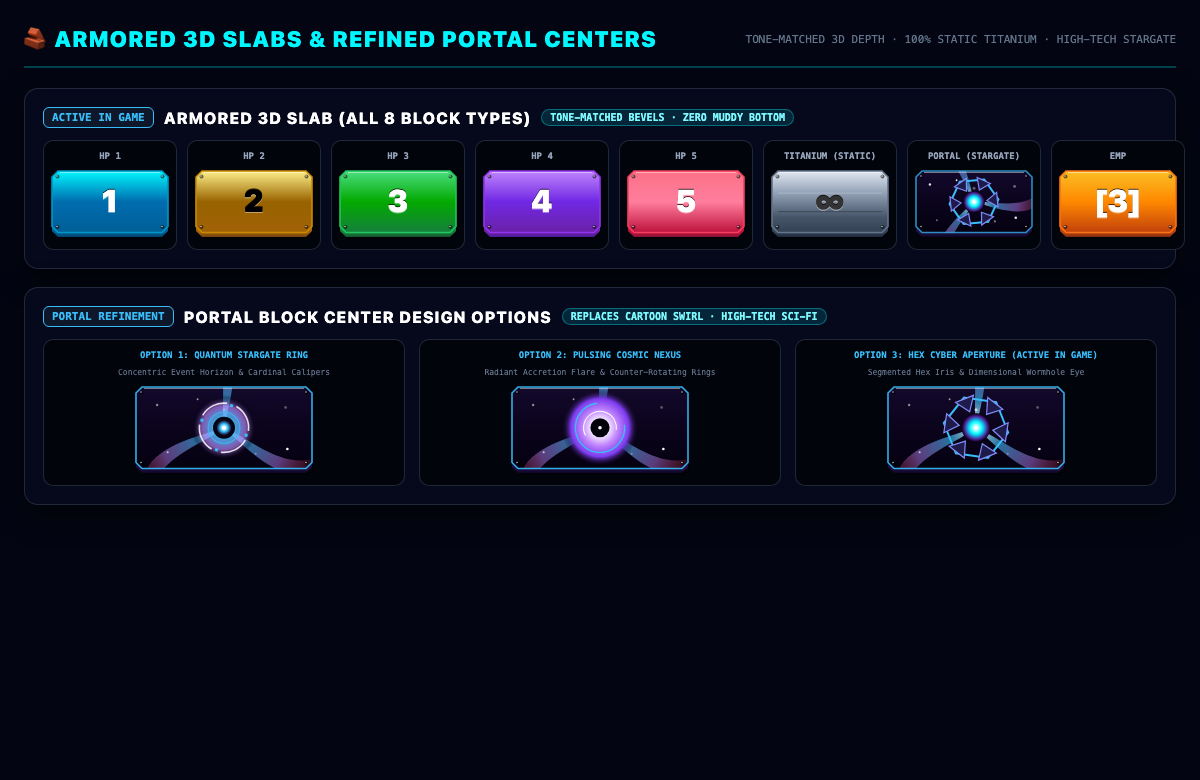 ARMORED 3D SLABS & REFINED PORTAL CENTERS
TONE-MATCHED 3D DEPTH · 100% STATIC TITANIUM · HIGH-TECH STARGATE
ACTIVE IN GAME
ARMORED 3D SLAB (ALL 8 BLOCK TYPES)
TONE-MATCHED BEVELS · ZERO MUDDY BOTTOM
HP 1
HP 2
HP 3
HP 4
HP 5
TITANIUM (STATIC)
PORTAL (STARGATE)
EMP
1
2
3
4
5
∞
[3]
PORTAL REFINEMENT
PORTAL BLOCK CENTER DESIGN OPTIONS
REPLACES CARTOON SWIRL · HIGH-TECH SCI-FI
OPTION 1: QUANTUM STARGATE RING
Concentric Event Horizon & Cardinal Calipers
OPTION 2: PULSING COSMIC NEXUS
Radiant Accretion Flare & Counter-Rotating Rings
OPTION 3: HEX CYBER APERTURE (ACTIVE IN GAME)
Segmented Hex Iris & Dimensional Wormhole Eye